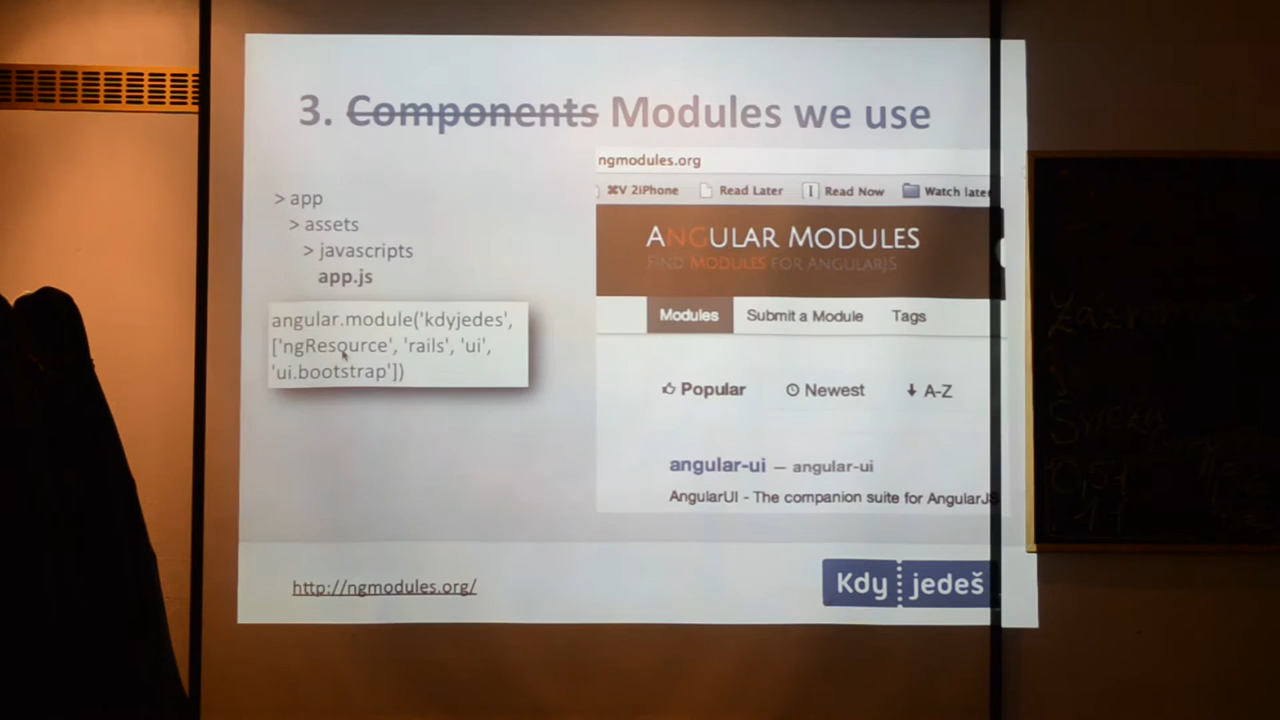 3. Components Modules we use
> app
> assets
> javascripts
app.js
angular.module('kdyjedes',
['ngResource', 'rails', 'ui',
'ui.bootstrap'])
ngmodules.org
⌘V 2iPhone Read Later Read Now Watch late
ANGULAR MODULES
FIND MODULES FOR ANGULARJS
Modules Submit a Module Tags
Popular Newest A-Z
angular-ui — angular-ui
AngularUI - The companion suite for AngularJS
http://ngmodules.org/
Kdy jedeš